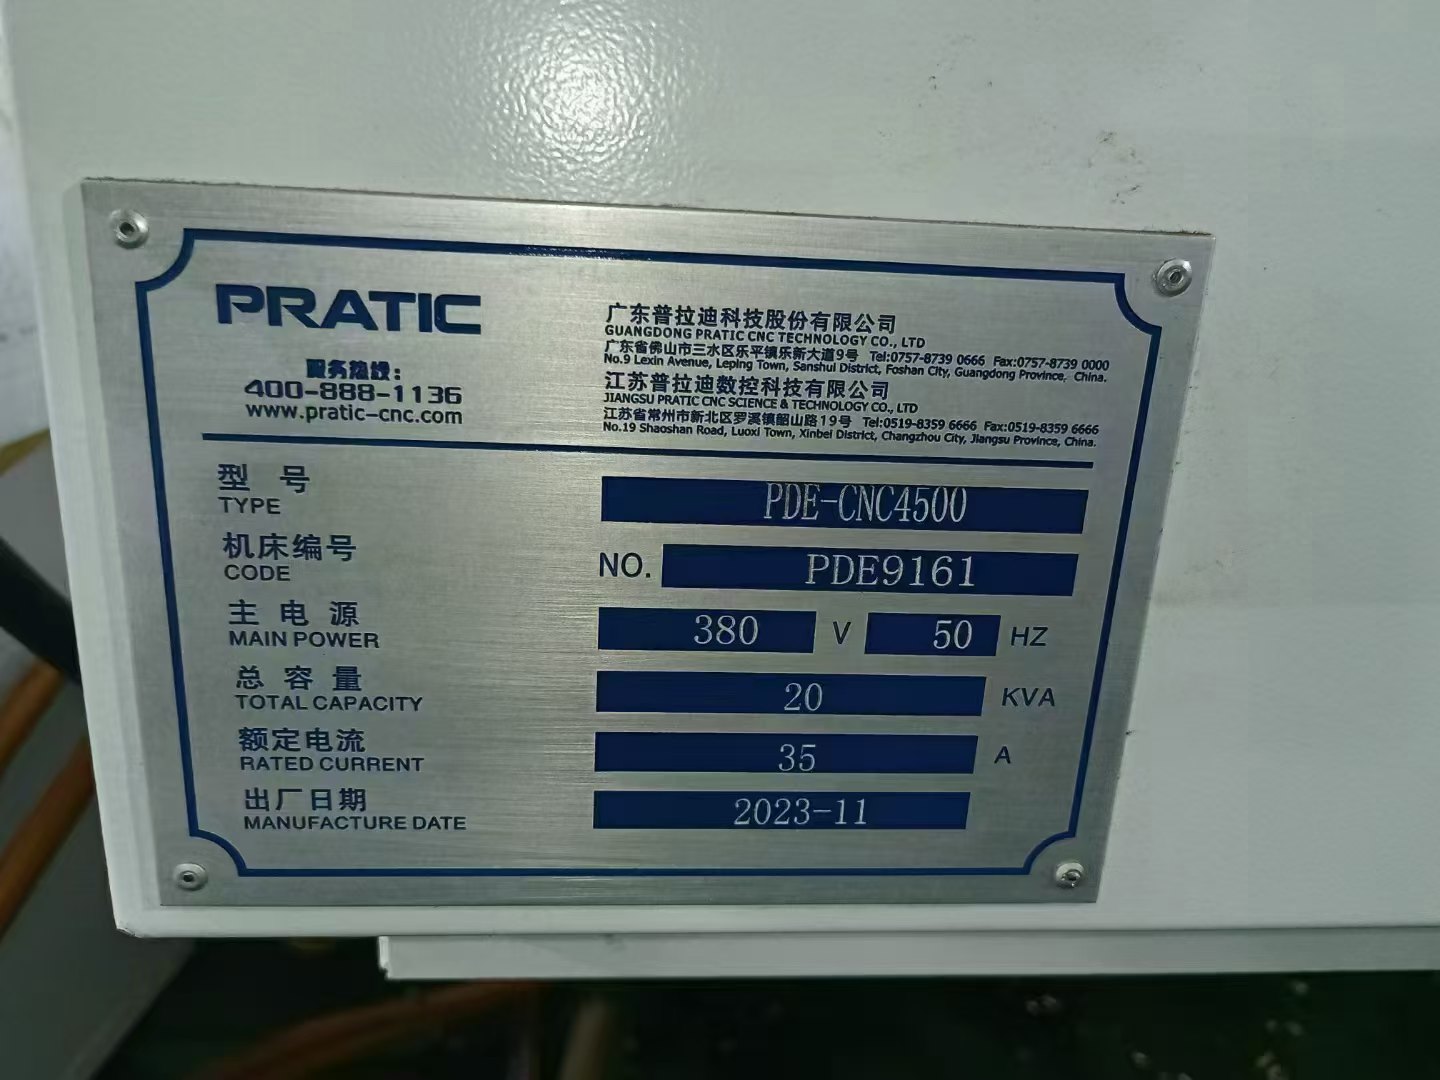 PRATIC
服务热线：
400-888-1136
www.pratic-cnc.com
广东普拉迪科技股份有限公司
GUANGDONG PRATIC CNC TECHNOLOGY CO., LTD
广东省佛山市三水区乐平镇乐新大道9号 Tel:0757-8739 0666 Fax:0757-8739 0000
No.9 Lexin Avenue, Leping Town, Sanshui District, Foshan City, Guangdong Province, China.
江苏普拉迪数控科技有限公司
JIANGSU PRATIC CNC SCIENCE & TECHNOLOGY CO., LTD
江苏省常州市新北区罗溪镇韶山路19号 Tel:0519-8359 6666 Fax:0519-8359 6666
No.19 Shaoshan Road, Luoxi Town, Xinbei District, Changzhou City, Jiangsu Province, China.
型号 PDE-CNC4500
TYPE
机床编号 NO. PDE9161
CODE
主电源 380 V 50 HZ
MAIN POWER
总容量 20 KVA
TOTAL CAPACITY
额定电流 35 A
RATED CURRENT
出厂日期 2023-11
MANUFACTURE DATE